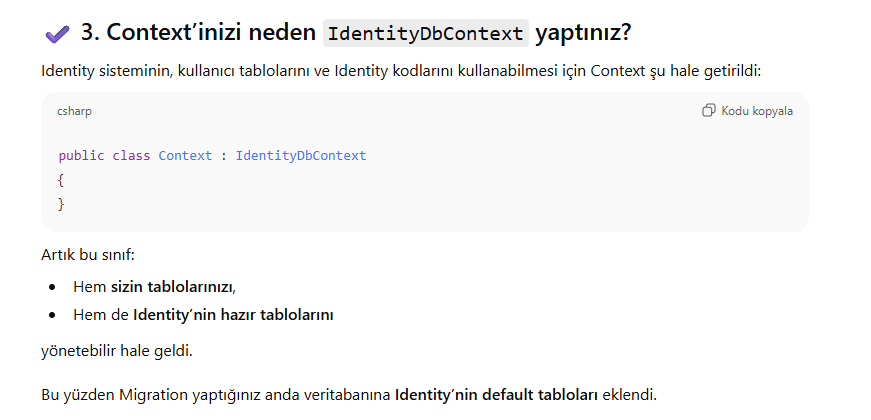 ✔ 3. Context’inizi neden IdentityDbContext yaptınız?
Identity sisteminin, kullanıcı tablolarını ve Identity kodlarını kullanabilmesi için Context şu hale getirildi:
csharp
Kodu kopyala
public class Context : IdentityDbContext
{
}
Artık bu sınıf:
• Hem sizin tablolarınızı,
• Hem de Identity’nin hazır tablolarını
yönetebilir hale geldi.
Bu yüzden Migration yaptığınız anda veritabanına Identity’nin default tabloları eklendi.